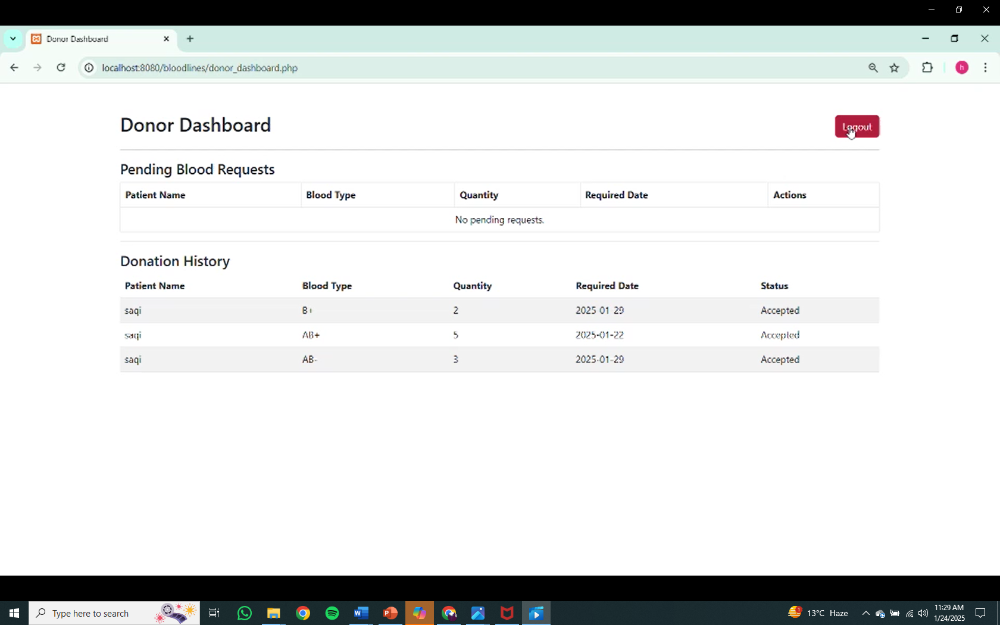 Donor Dashboard
localhost:8080/bloodlines/donor_dashboard.php
h
Donor Dashboard
Logout
Pending Blood Requests
Patient Name Blood Type Quantity Required Date Actions
No pending requests.
Donation History
Patient Name Blood Type Quantity Required Date Status
saqi B+ 2 2025-01-29 Accepted
saqi AB+ 5 2025-01-22 Accepted
saqi AB- 3 2025-01-29 Accepted
Type here to search
1
13°C Haze
11:29 AM
1/24/2025